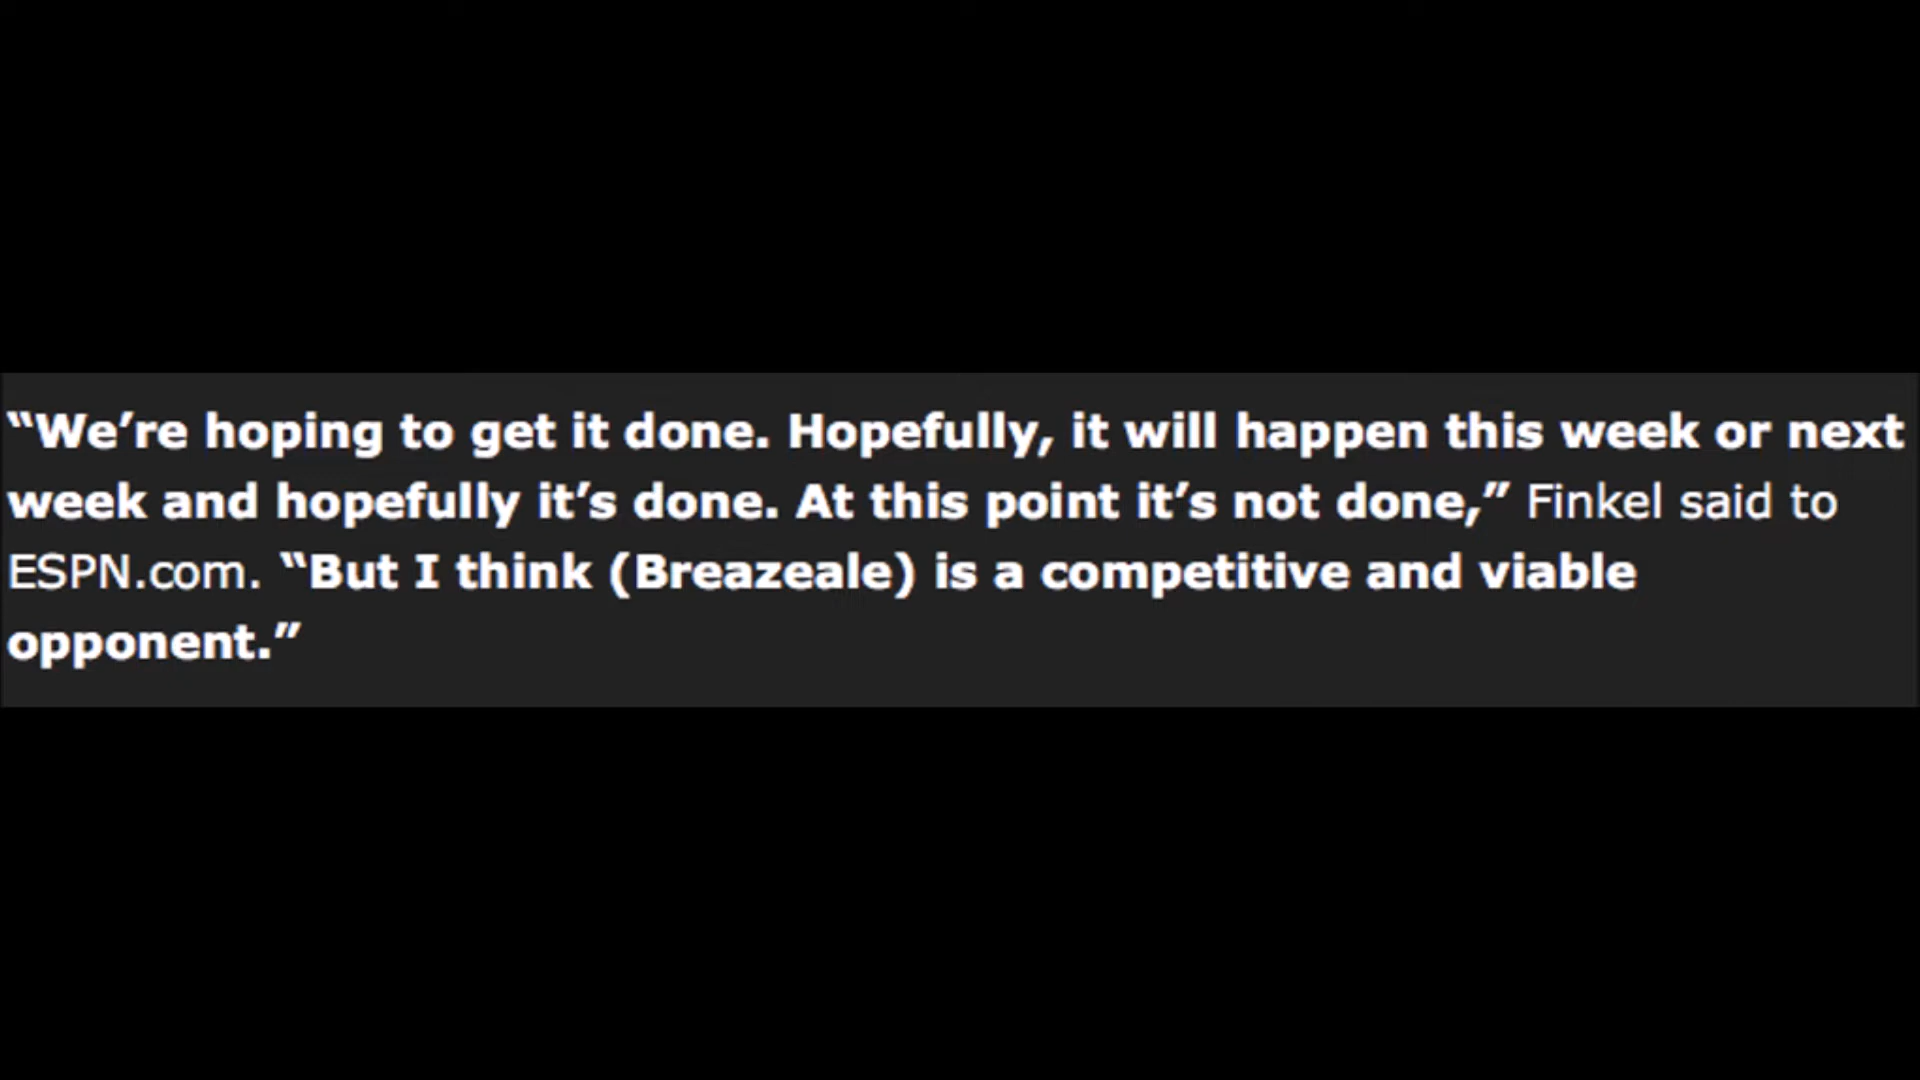 “We’re hoping to get it done. Hopefully, it will happen this week or next
week and hopefully it’s done. At this point it’s not done,” Finkel said to
ESPN.com. “But I think (Breazeale) is a competitive and viable
opponent.”